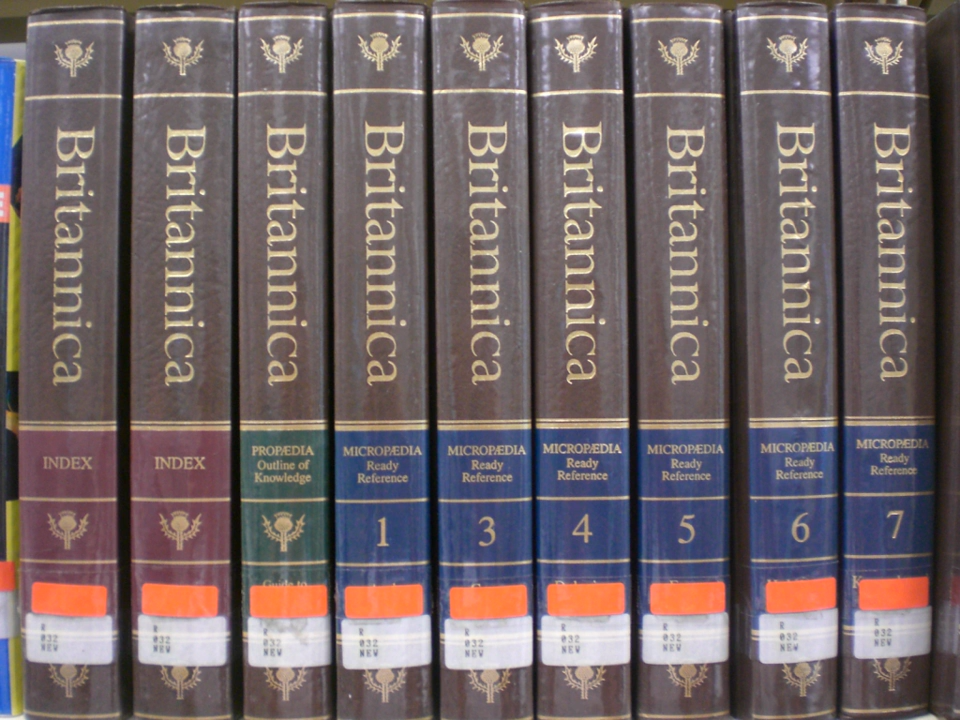 Britannica
INDEX
R
032
NEW
Britannica
INDEX
R
032
NEW
Britannica
PROPÆDIA
Outline of
Knowledge
Guide to
R
032
NEW
Britannica
MICROPÆDIA
Ready
Reference
1
R
032
NEW
Britannica
MICROPÆDIA
Ready
Reference
3
R
032
NEW
Britannica
MICROPÆDIA
Ready
Reference
4
R
032
NEW
Britannica
MICROPÆDIA
Ready
Reference
5
R
032
NEW
Britannica
MICROPÆDIA
Ready
Reference
6
R
032
NEW
Britannica
MICROPÆDIA
Ready
Reference
7
R
032
NEW